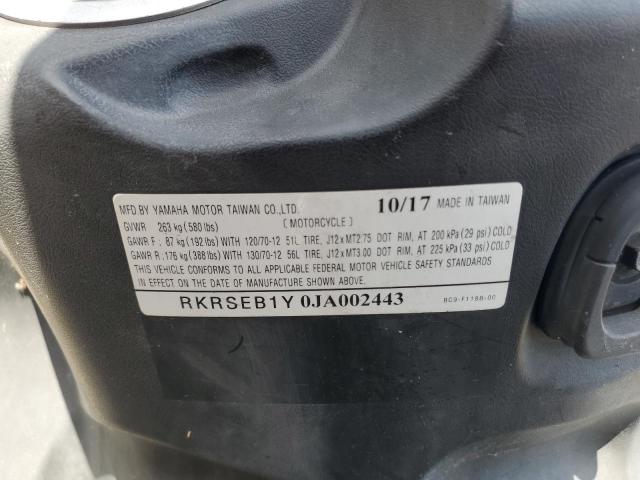 MFD.BY YAMAHA MOTOR TAIWAN CO.,LTD. 10/17 MADE IN TAIWAN
GVWR 263 kg (580 lbs) [MOTORCYCLE]
GAWR F : 87 kg (192 lbs) WITH 120/70-12 51L TIRE, J12 x MT2.75 DOT RIM, AT 200 kPa (29 psi) COLD
GAWR R : 176 kg (388 lbs) WITH 130/70-12 56L TIRE, J12 x MT3.00 DOT RIM, AT 225 kPa (33 psi) COLD
THIS VEHICLE CONFORMS TO ALL APPLICABLE FEDERAL MOTOR VEHICLE SAFETY STANDARDS
IN EFFECT ON THE DATE OF MANUFACTURE SHOWN ABOVE.
RKRSEB1Y 0JA002443 BC9-F118B-00